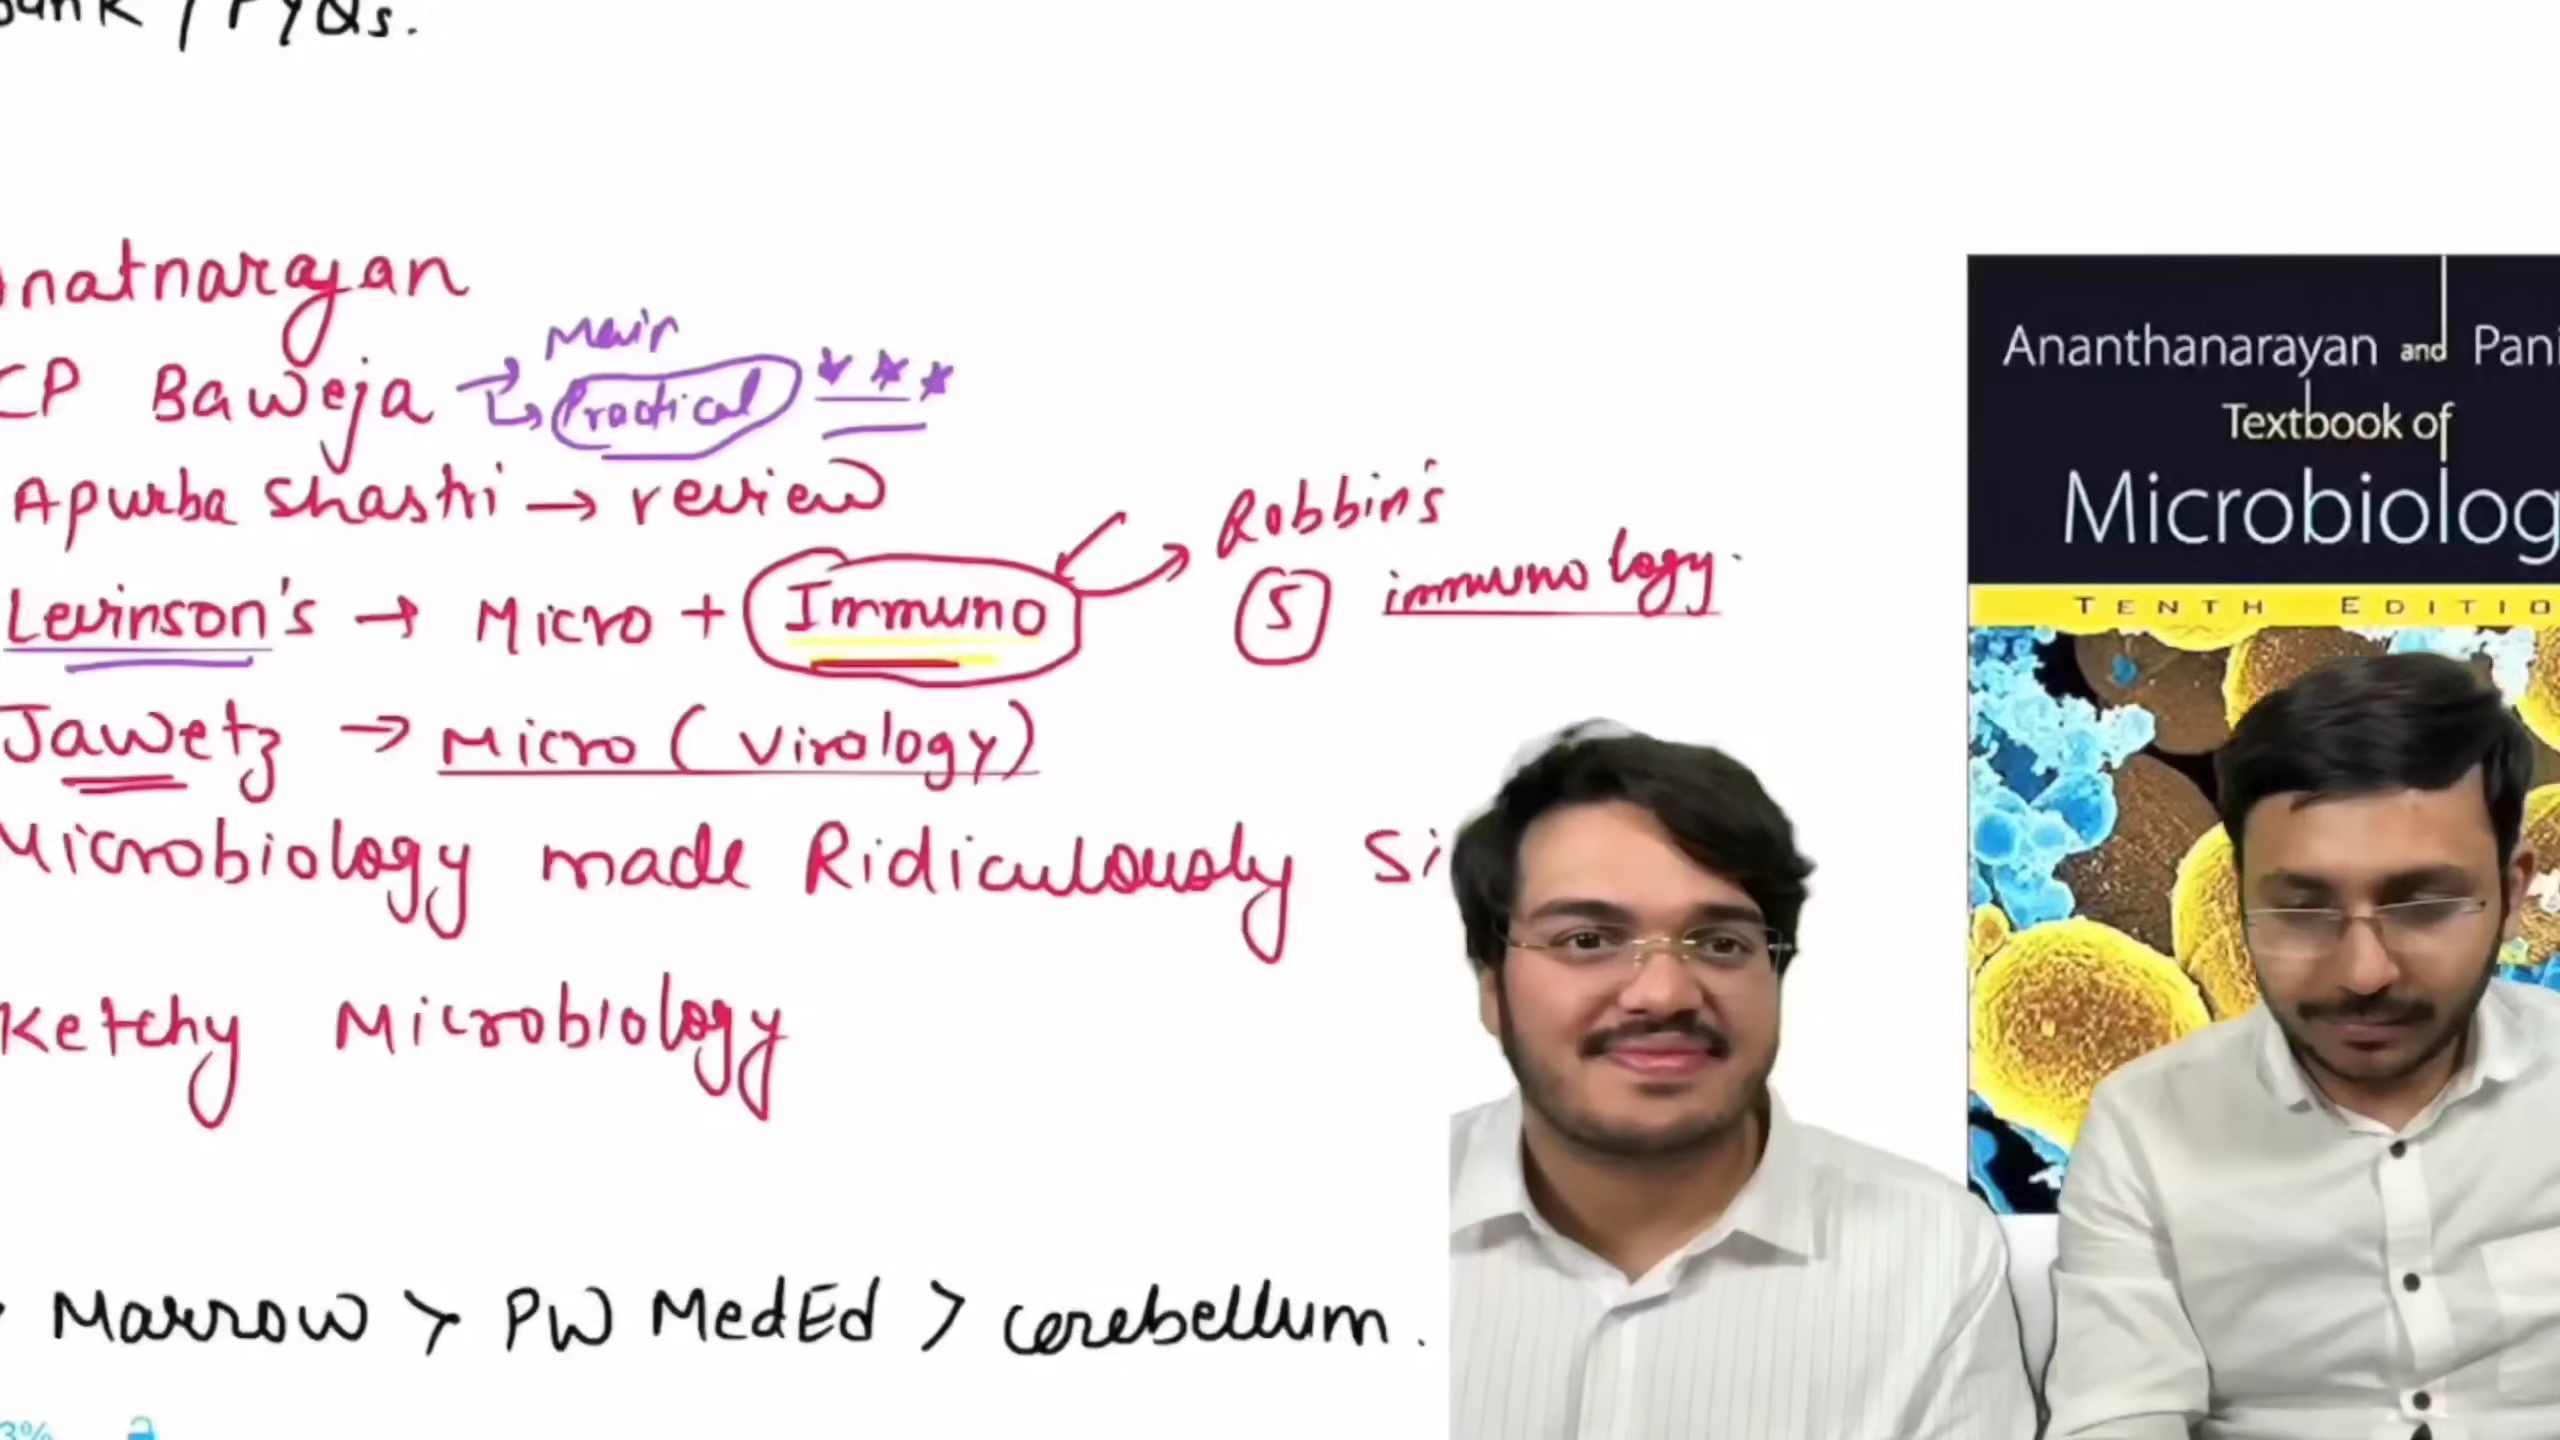 PYQs.
natnarayan
CP Baweja → Main
↳ Practical ★★★
Apurba Shastri → review
Levinson's → Micro + Immuno → Robbin's
5 immunology.
Jawetz → Micro (Virology)
Microbiology made Ridiculously Si
ketchy Microbiology
Marrow > PW MedEd > cerebellum.
3%
Ananthanarayan and Pani
Textbook of
Microbiolog
TENTH EDITIO